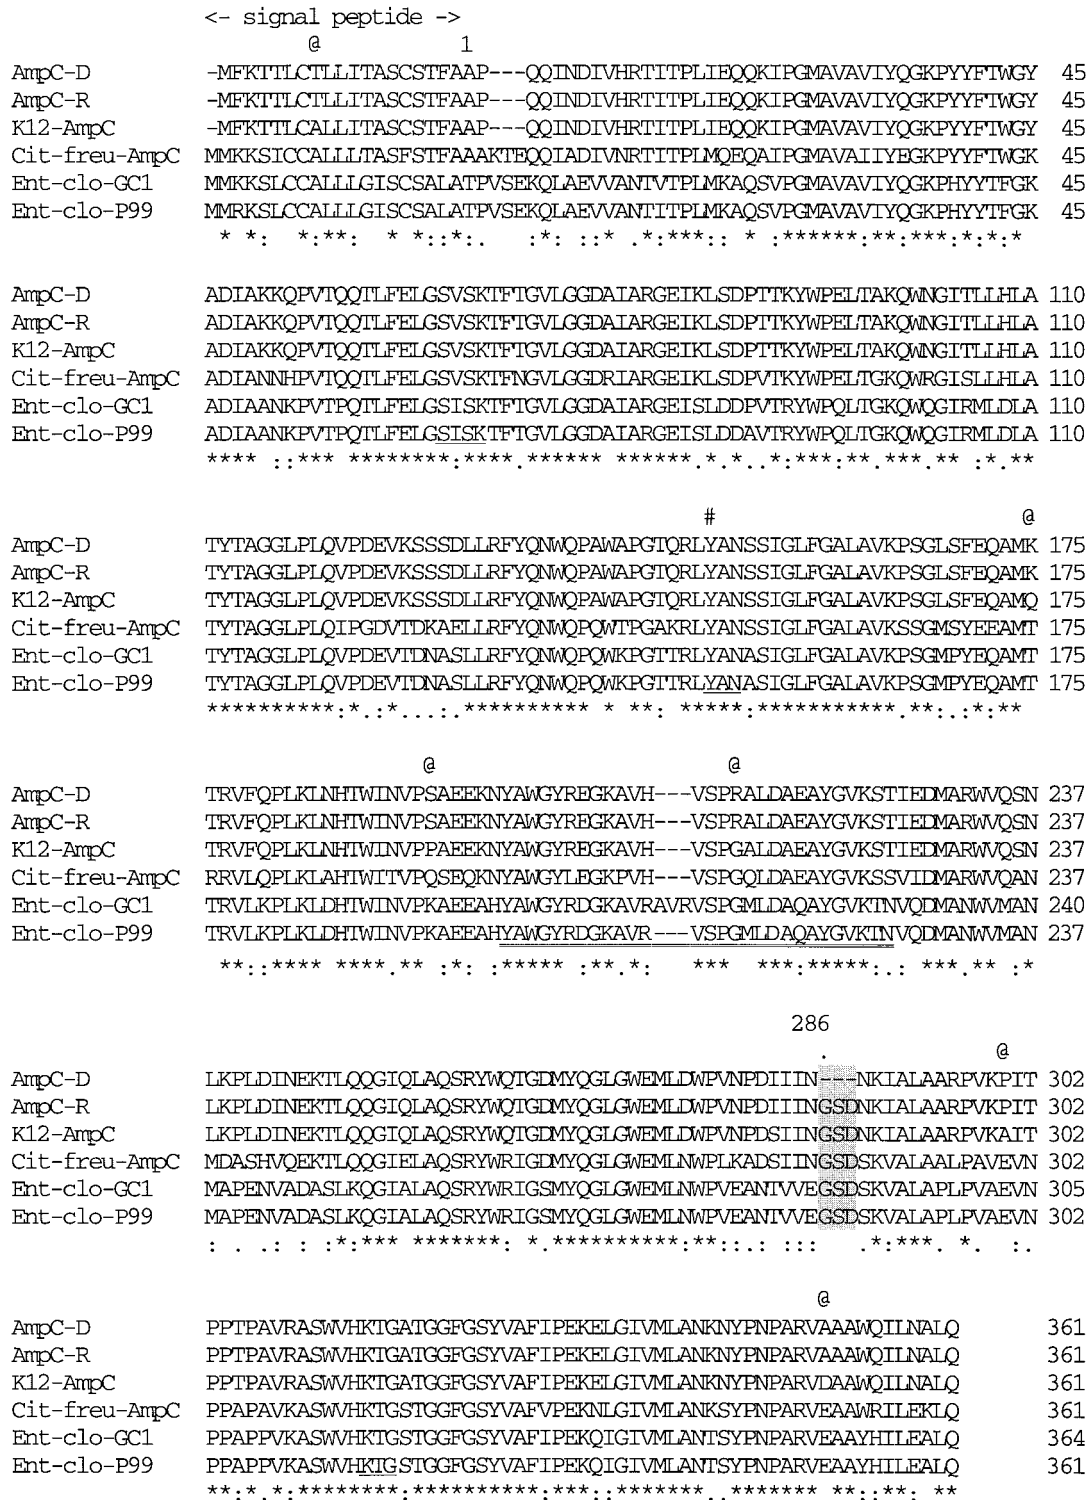 <- signal peptide ->
@ 1
AmpC-D -MFKTTLCTLLITASCSTFAAP---QQINDIVHRTITPLIEQQKIPGMAVAVIYQGKPYYFTWGY 45
AmpC-R -MFKTTLCTLLITASCSTFAAP---QQINDIVHRTITPLIEQQKIPGMAVAVIYQGKPYYFTWGY 45
K12-AmpC -MFKTTLCALLITASCSTFAAP---QQINDIVHRTITPLIEQQKIPGMAVAVIYQGKPYYFTWGY 45
Cit-freu-AmpC MMKKSICCALLLTASFSTFAAAKTEQQIADIVNRTITPLMQEQAIPGMAVAIIYEGKPYYFTWGK 45
Ent-clo-GC1 MMKKSLCCALLLGISCSALATPVSEKQLAEVVANTVTPLMKAQSVPGMAVAVIYQGKPHYYTFGK 45
Ent-clo-P99 MMRKSLCCALLLGISCSALATPVSEKQLAEVVANTITPLMKAQSVPGMAVAVIYQGKPHYYTFGK 45
* *: *:**: * *::*:. :*: ::* .*:***:: * :******:**:***:*:*:*
AmpC-D ADIAKKQPVTQQTLFELGSVSKTFTGVLGGDAIARGEIKLSDPTTKYWPELTAKQWNGITLLHLA 110
AmpC-R ADIAKKQPVTQQTLFELGSVSKTFTGVLGGDAIARGEIKLSDPTTKYWPELTAKQWNGITLLHLA 110
K12-AmpC ADIAKKQPVTQQTLFELGSVSKTFTGVLGGDAIARGEIKLSDPTTKYWPELTAKQWNGITLLHLA 110
Cit-freu-AmpC ADIANNHPVTQQTLFELGSVSKTFNGVLGGDRIARGEIKLSDPVTKYWPELTGKQWRGISLLHLA 110
Ent-clo-GC1 ADIAANKPVTPQTLFELGSISKTFTGVLGGDAIARGEISLDDPVTRYWPQLTGKQWQGIRMLDLA 110
Ent-clo-P99 ADIAANKPVTPQTLFELGSISKTFTGVLGGDAIARGEISLDDAVTRYWPQLTGKQWQGIRMLDLA 110
**** ::*** ********:****.****** ******.*.*..*:***:**.***.** :*.**
# @
AmpC-D TYTAGGLPLQVPDEVKSSSDLLRFYQNWQPAWAPGTQRLYANSSIGLFGALAVKPSGLSFEQAMK 175
AmpC-R TYTAGGLPLQVPDEVKSSSDLLRFYQNWQPAWAPGTQRLYANSSIGLFGALAVKPSGLSFEQAMK 175
K12-AmpC TYTAGGLPLQVPDEVKSSSDLLRFYQNWQPAWAPGTQRLYANSSIGLFGALAVKPSGLSFEQAMQ 175
Cit-freu-AmpC TYTAGGLPLQIPGDVTDKAELLRFYQNWQPQWTPGAKRLYANSSIGLFGALAVKSSGMSYEEAMT 175
Ent-clo-GC1 TYTAGGLPLQVPDEVTDNASLLRFYQNWQPQWKPGTTRLYANASIGLFGALAVKPSGMPYEQAMT 175
Ent-clo-P99 TYTAGGLPLQVPDEVTDNASLLRFYQNWQPQWKPGTTRLYANASIGLFGALAVKPSGMPYEQAMT 175
**********:*.:*...:.********** * **: *****:***********.**:.:*:**
@ @
AmpC-D TRVFQPLKLNHTWINVPSAEEKNYAWGYREGKAVH---VSPRALDAEAYGVKSTIEDMARWVQSN 237
AmpC-R TRVFQPLKLNHTWINVPSAEEKNYAWGYREGKAVH---VSPRALDAEAYGVKSTIEDMARWVQSN 237
K12-AmpC TRVFQPLKLNHTWINVPPAEEKNYAWGYREGKAVH---VSPGALDAEAYGVKSTIEDMARWVQSN 237
Cit-freu-AmpC RRVLQPLKLAHTWITVPQSEQKNYAWGYLEGKPVH---VSPGQLDAEAYGVKSSVIDMARWVQAN 237
Ent-clo-GC1 TRVLKPLKLDHTWINVPKAEEAHYAWGYRDGKAVRAVRVSPGMLDAQAYGVKTNVQDMANWVMAN 240
Ent-clo-P99 TRVLKPLKLDHTWINVPKAEEAHYAWGYRDGKAVR---VSPGMLDAQAYGVKTNVQDMANWVMAN 237
**::**** ****.** :*: :***** :**.*: *** ***:*****:.: ***.** :*
286
. @
AmpC-D LKPLDINEKTLQQGIQLAQSRYWQTGDMYQGLGWEMLDWPVNPDIIIN---NKIALAARPVKPIT 302
AmpC-R LKPLDINEKTLQQGIQLAQSRYWQTGDMYQGLGWEMLDWPVNPDIIINGSDNKIALAARPVKPIT 302
K12-AmpC LKPLDINEKTLQQGIQLAQSRYWQTGDMYQGLGWEMLDWPVNPDSIINGSDNKIALAARPVKAIT 302
Cit-freu-AmpC MDASHVQEKTLQQGIELAQSRYWRIGDMYQGLGWEMLNWPLKADSIINGSDSKVALAALPAVEVN 302
Ent-clo-GC1 MAPENVADASLKQGIALAQSRYWRIGSMYQGLGWEMLNWPVEANTVVEGSDSKVALAPLPVAEVN 305
Ent-clo-P99 MAPENVADASLKQGIALAQSRYWRIGSMYQGLGWEMLNWPVEANTVVEGSDSKVALAPLPVAEVN 302
: . .: : :*:*** *******: *.**********:**::.: ::: .*:***. *. :.
@
AmpC-D PPTPAVRASWVHKTGATGGFGSYVAFIPEKELGIVMLANKNYPNPARVAAAWQILNALQ 361
AmpC-R PPTPAVRASWVHKTGATGGFGSYVAFIPEKELGIVMLANKNYPNPARVAAAWQILNALQ 361
K12-AmpC PPTPAVRASWVHKTGATGGFGSYVAFIPEKELGIVMLANKNYPNPARVDAAWQILNALQ 361
Cit-freu-AmpC PPAPAVKASWVHKTGSTGGFGSYVAFVPEKNLGIVMLANKSYPNPARVEAAWRILEKLQ 361
Ent-clo-GC1 PPAPPVKASWVHKTGSTGGFGSYVAFIPEKQIGIVMLANTSYPNPARVEAAYHILEALQ 364
Ent-clo-P99 PPAPPVKASWVHKTGSTGGFGSYVAFIPEKQIGIVMLANTSYPNPARVEAAYHILEALQ 361
**:*.*:********:**********:***::*******..******* **::**: **